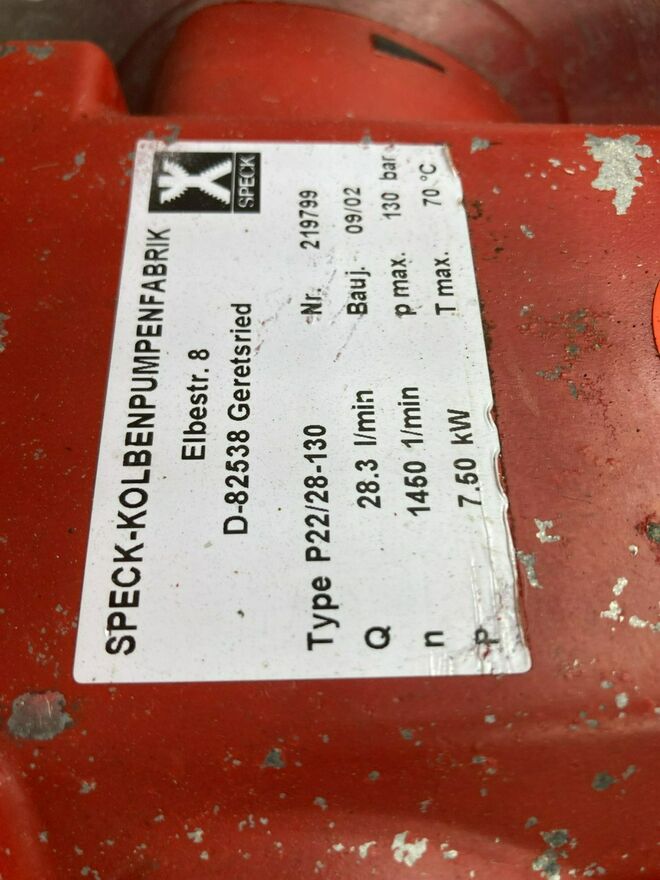 SPECK
SPECK-KOLBENPUMPENFABRIK
Elbestr. 8
D-82538 Geretsried
Type P22/28-130 Nr. 219799
Q 28.3 l/min Bauj. 09/02
n 1450 1/min p max. 130 bar
P 7.50 kW T max. 70 °C